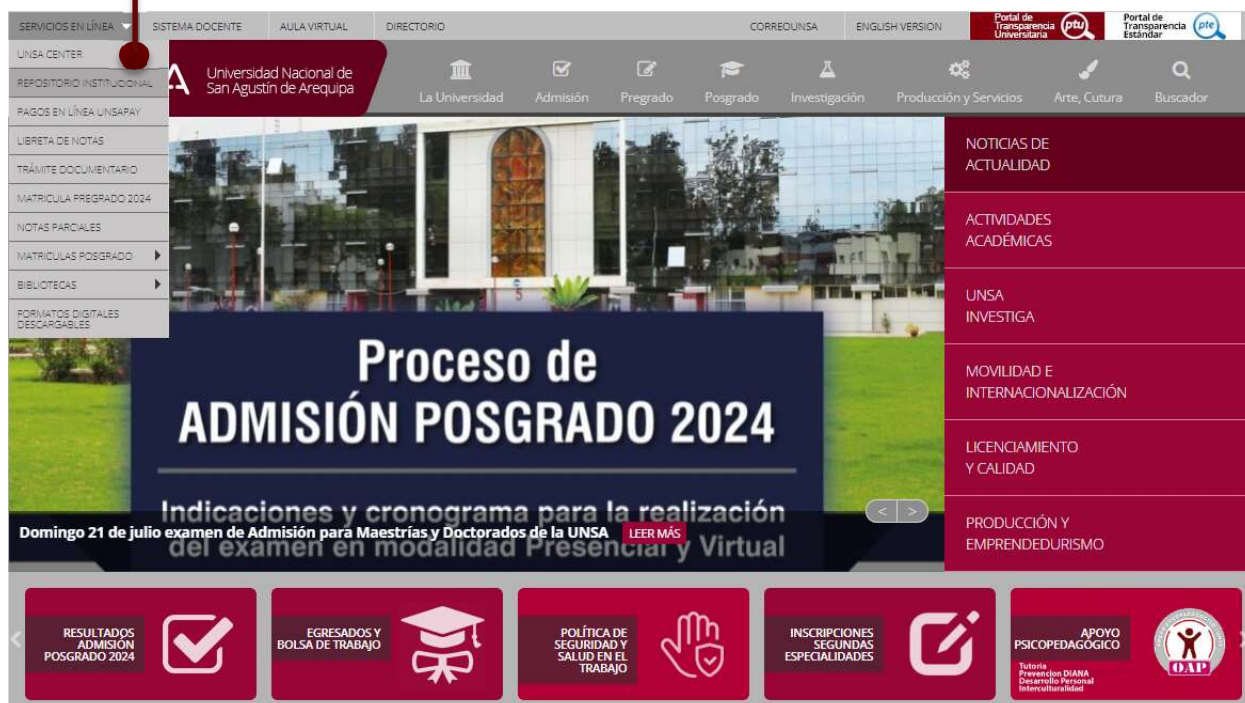 SERVICIOS EN LÍNEA
SISTEMA DOCENTE
AULA VIRTUAL
DIRECTORIO
CORREOUNSA
ENGLISH VERSION
Portal de
Transparencia
Universitaria
ptu
Portal de
Transparencia
Estándar
pte
UNSA CENTER
REPOSITORIO INSTITUCIONAL
PAGOS EN LÍNEA UNSAPAY
LIBRETA DE NOTAS
TRÁMITE DOCUMENTARIO
MATRICULA PREGRADO 2024
NOTAS PARCIALES
MATRICULAS POSGRADO
BIBLIOTECAS
FORMATOS DIGITALES
DESCARGABLES
A
Universidad Nacional de
San Agustín de Arequipa
La Universidad
Admisión
Pregrado
Posgrado
Investigación
Producción y Servicios
Arte, Cutura
Buscador
Proceso de
ADMISIÓN POSGRADO 2024
Indicaciones y cronograma para la realización
del examen en modalidad Presencial y Virtual
Domingo 21 de julio examen de Admisión para Maestrías y Doctorados de la UNSA
LEER MÁS
< >
NOTICIAS DE
ACTUALIDAD
ACTIVIDADES
ACADÉMICAS
UNSA
INVESTIGA
MOVILIDAD E
INTERNACIONALIZACIÓN
LICENCIAMIENTO
Y CALIDAD
PRODUCCIÓN Y
EMPRENDEDURISMO
RESULTADOS
ADMISIÓN
POSGRADO 2024
EGRESADOS Y
BOLSA DE TRABAJO
POLÍTICA DE
SEGURIDAD Y
SALUD EN EL
TRABAJO
INSCRIPCIONES
SEGUNDAS
ESPECIALIDADES
APOYO
PSICOPEDAGÓGICO
Tutoria
Prevencion DIANA
Desarrollo Personal
Interculturalidad
OAP